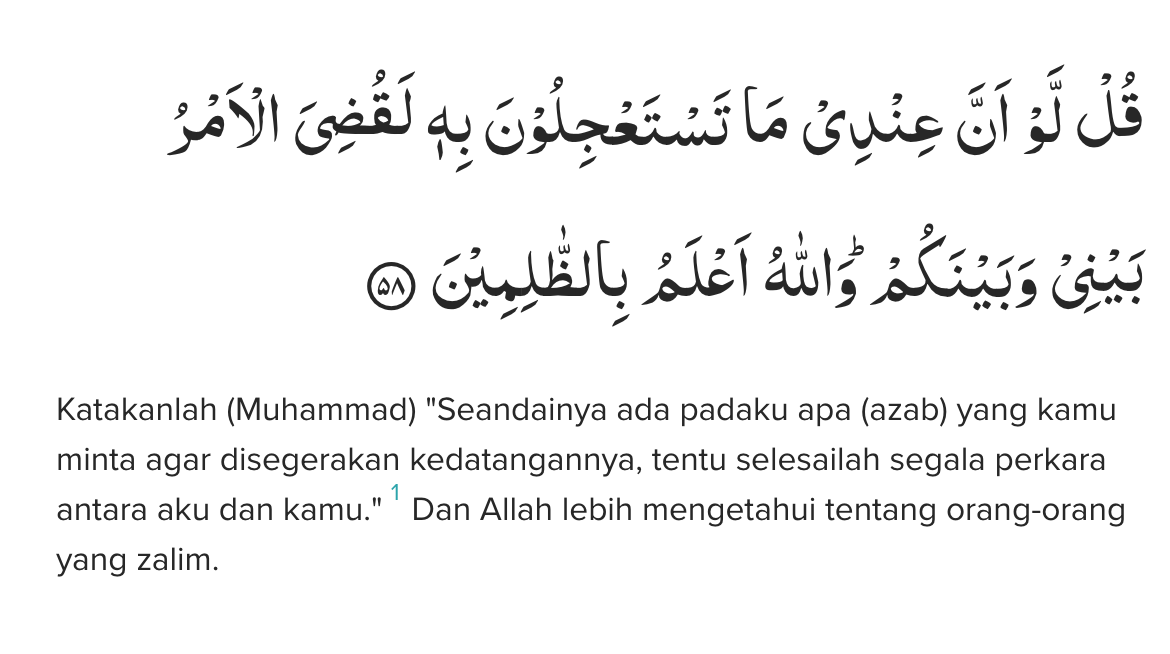 قُلْ لَّوْ اَنَّ عِنْدِيْ مَا تَسْتَعْجِلُوْنَ بِهٖ لَقُضِيَ الْاَمْرُ
بَيْنِيْ وَبَيْنَكُمْ ۗوَاللّٰهُ اَعْلَمُ بِالظّٰلِمِيْنَ ۵۸
Katakanlah (Muhammad) "Seandainya ada padaku apa (azab) yang kamu
minta agar disegerakan kedatangannya, tentu selesailah segala perkara
antara aku dan kamu." 1 Dan Allah lebih mengetahui tentang orang-orang
yang zalim.